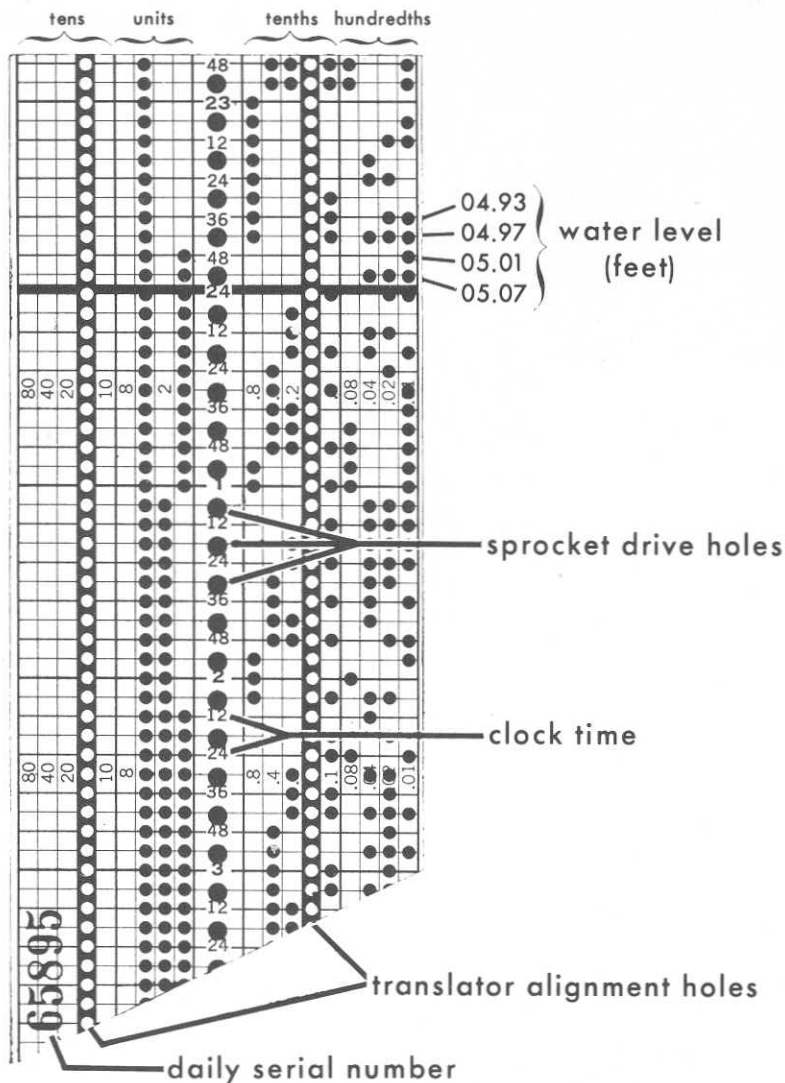 tens units tenths hundredths
48
23
12
24
36 04.93
04.97 water level
48 05.01 (feet)
24 05.07
12
24
80 40 20 10 8 2 .8 .2 .08 .04 .02
36
48
1
12
sprocket drive holes
24
36
48
2
12
clock time
24
80 40 20 10 8 .8 .4 .1 .08 .01
36
48
3
12
24
65895
translator alignment holes
daily serial number